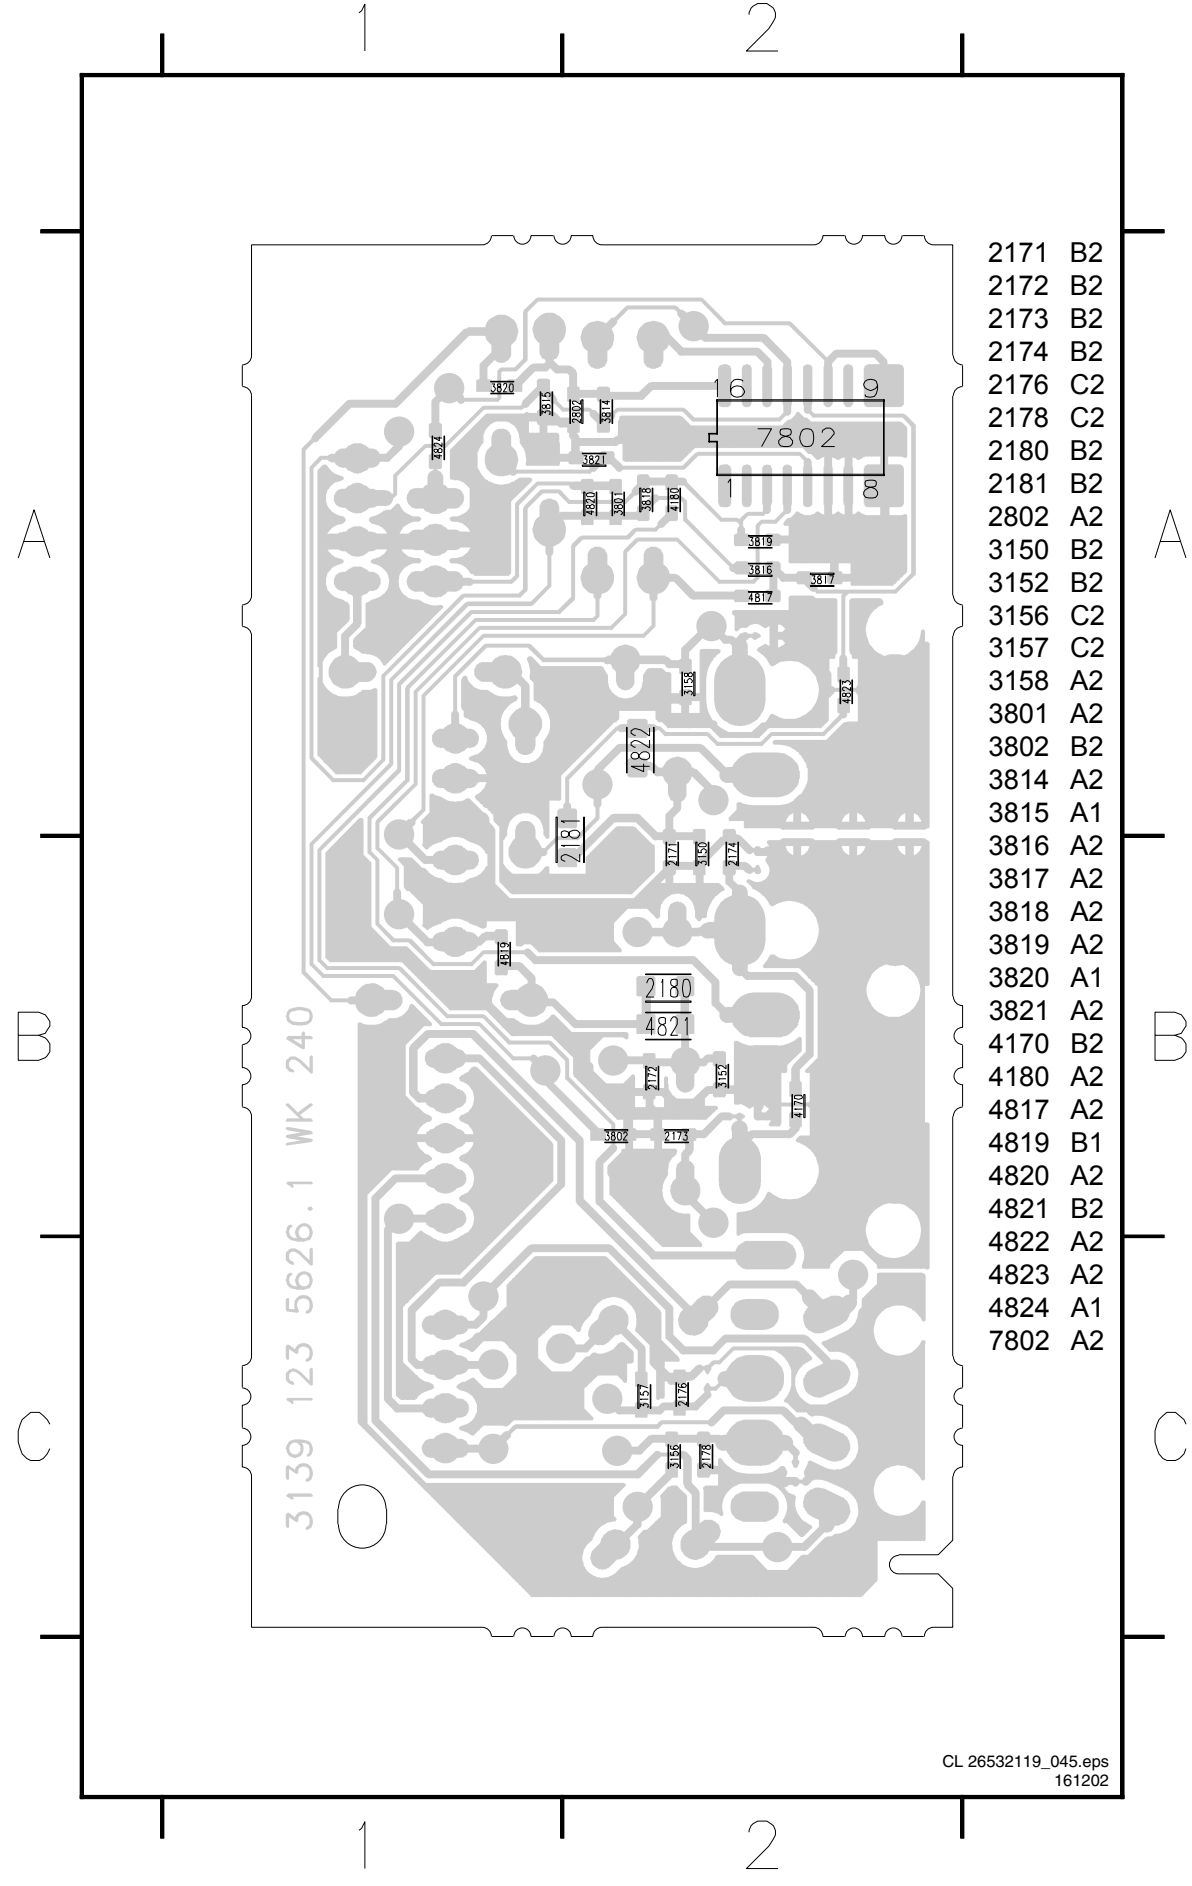 1 2
A A
B B
C C
1 2
2171 B2
2172 B2
2173 B2
2174 B2
2176 C2
2178 C2
2180 B2
2181 B2
2802 A2
3150 B2
3152 B2
3156 C2
3157 C2
3158 A2
3801 A2
3802 B2
3814 A2
3815 A1
3816 A2
3817 A2
3818 A2
3819 A2
3820 A1
3821 A2
4170 B2
4180 A2
4817 A2
4819 B1
4820 A2
4821 B2
4822 A2
4823 A2
4824 A1
7802 A2
3820
3815
2802
3814
16 9
7802
1 8
4824
3821
4820
3801
3818
4180
3819
3816
3817
4817
3158
4823
4822
2181
2171
3150
2174
4819
2180
4821
2172
3152
4170
3802
2173
3157
2176
3156
2178
3139 123 5626.1 WK 240
CL 26532119_045.eps
161202